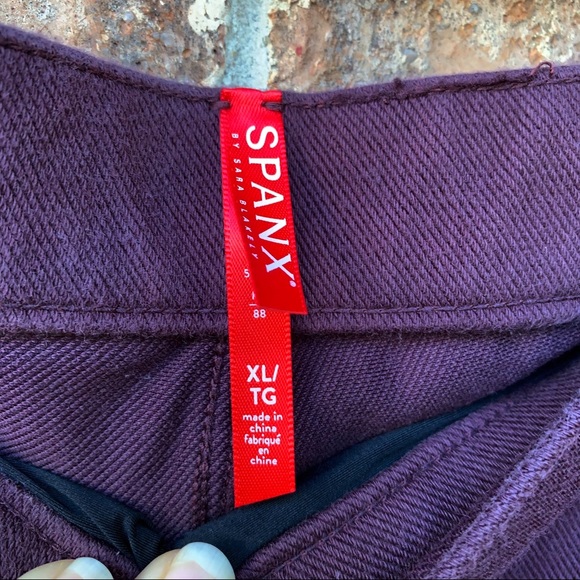 SPANX®
BY SARA BLAKELY
88
XL/
TG
made in
china
fabriqué
en
chine